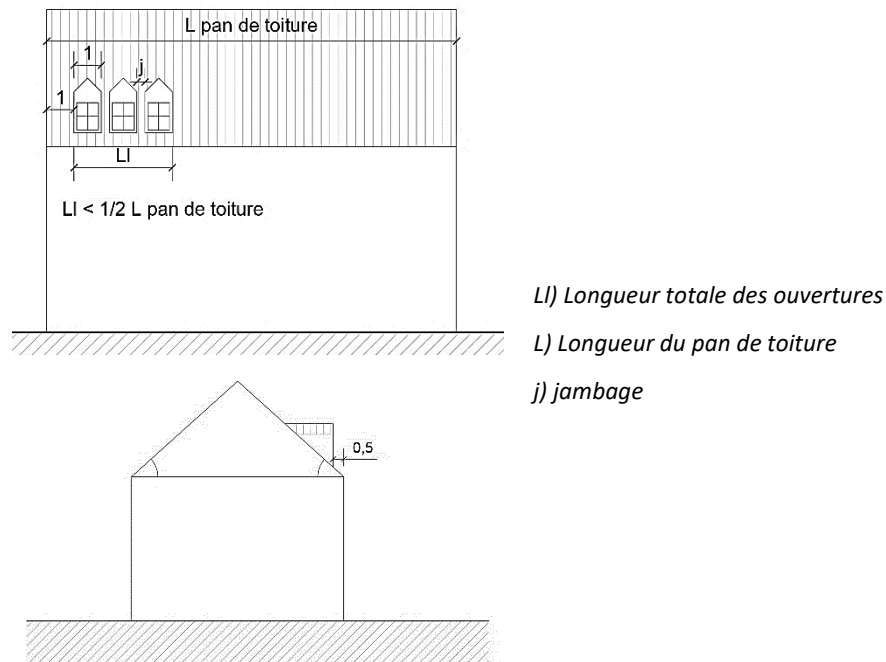 L pan de toiture
1
j
1
Ll
Ll < 1/2 L pan de toiture
Ll) Longueur totale des ouvertures
L) Longueur du pan de toiture
j) jambage
0,5